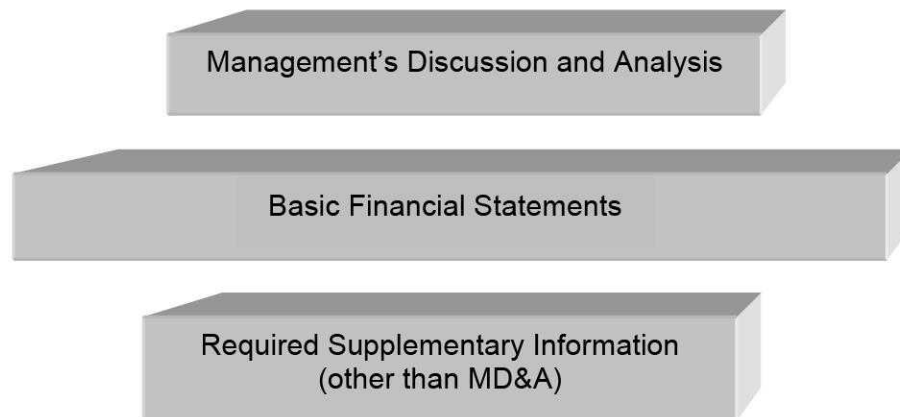 Management’s Discussion and Analysis
Basic Financial Statements
Required Supplementary Information
(other than MD&A)